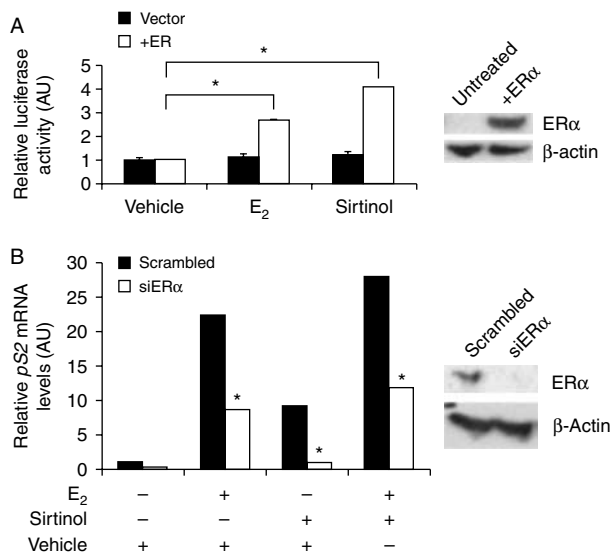 A
Vector
+ER
Relative luciferase
activity (AU)
5
4
3
2
1
0
*
*
Vehicle
E2
Sirtinol
Untreated
+ERα
ERα
β-actin
B
Scrambled
siERα
Relative pS2 mRNA
levels (AU)
30
25
20
15
10
5
0
*
*
*
E2 – + – +
Sirtinol – – + +
Vehicle + + + –
Scrambled
siERα
ERα
β-Actin